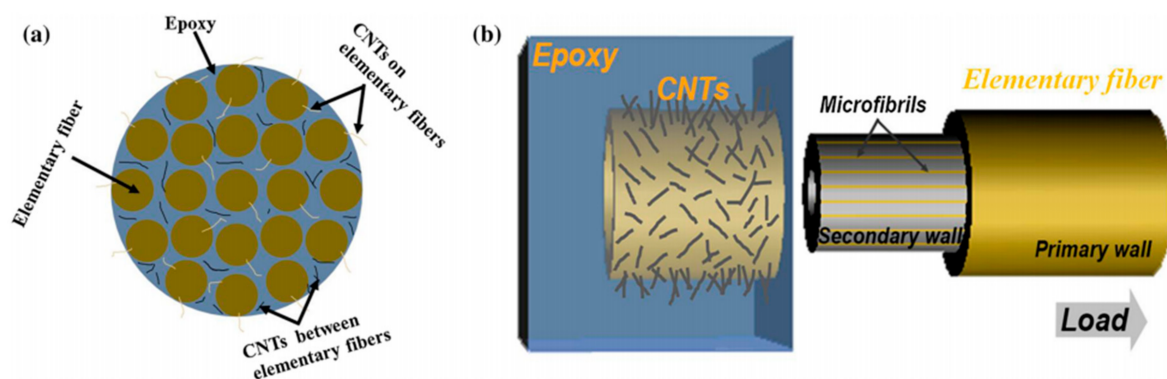 (a)
Epoxy
CNTs on
elementary fibers
Elementary fiber
CNTs between
elementary fibers
(b)
Epoxy
CNTs
Microfibrils
Elementary fiber
Secondary wall
Primary wall
Load